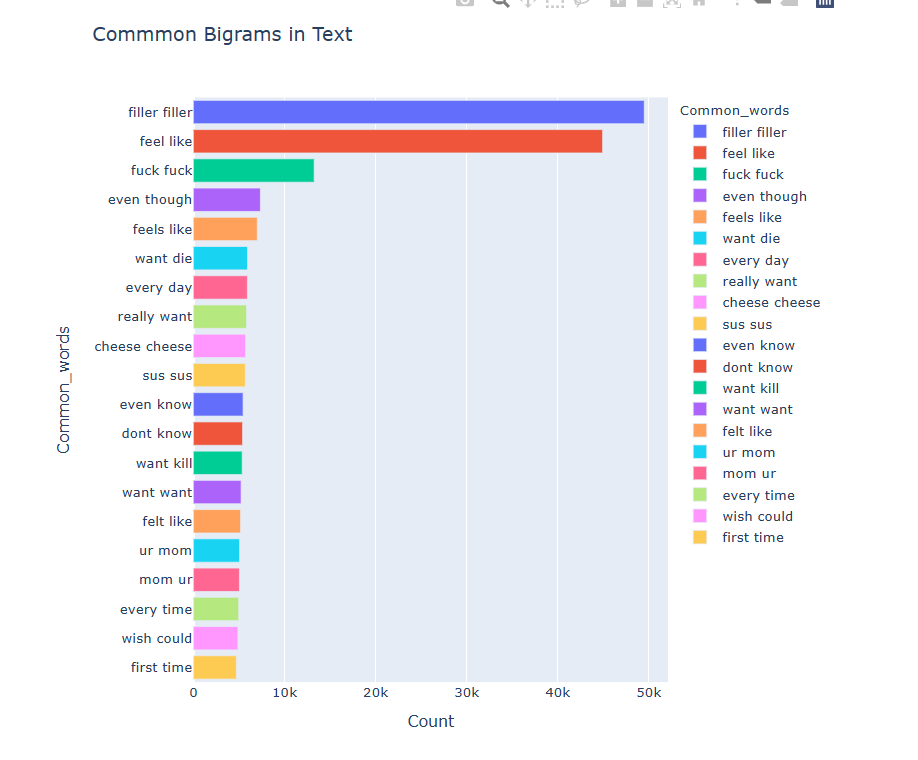 Commmon Bigrams in Text
filler filler
feel like
fuck fuck
even though
feels like
want die
every day
really want
cheese cheese
sus sus
even know
dont know
want kill
want want
felt like
ur mom
mom ur
every time
wish could
first time
Common_words
0 10k 20k 30k 40k 50k
Count
Common_words
filler filler
feel like
fuck fuck
even though
feels like
want die
every day
really want
cheese cheese
sus sus
even know
dont know
want kill
want want
felt like
ur mom
mom ur
every time
wish could
first time